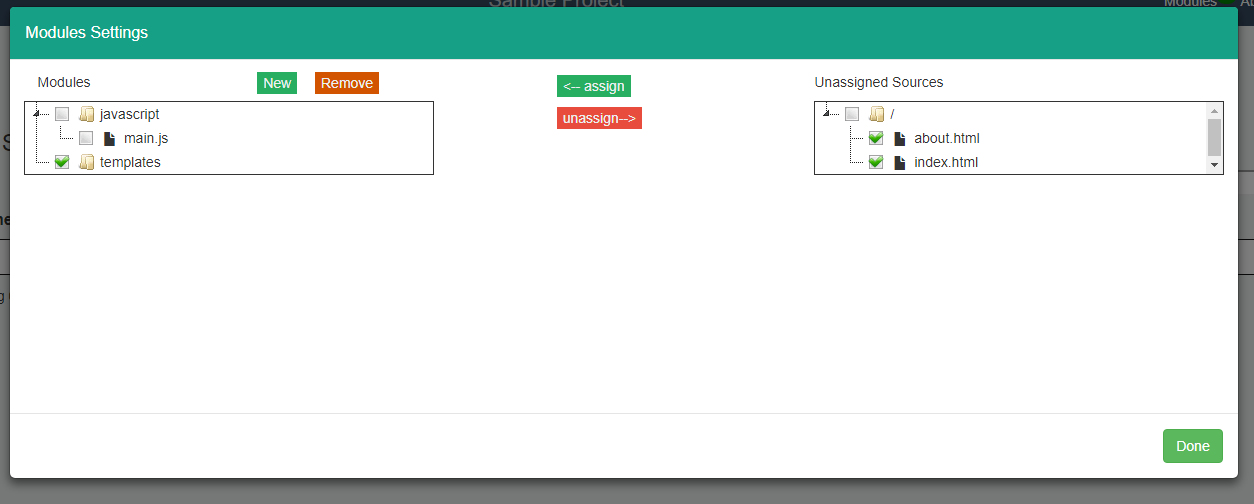 Sample Project
Modules
Modules Settings
Modules
New
Remove
<-- assign
unassign-->
Unassigned Sources
javascript
main.js
templates
/
about.html
index.html
Done